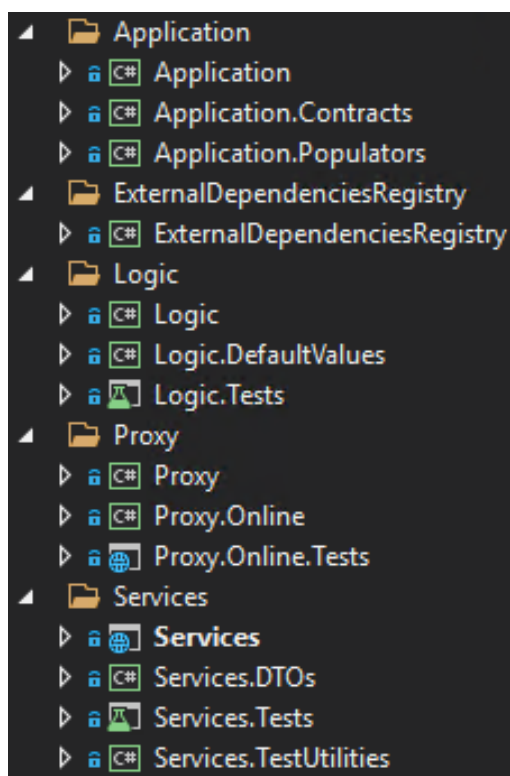 Application
C# Application
C# Application.Contracts
C# Application.Populators
ExternalDependenciesRegistry
C# ExternalDependenciesRegistry
Logic
C# Logic
C# Logic.DefaultValues
Logic.Tests
Proxy
C# Proxy
C# Proxy.Online
Proxy.Online.Tests
Services
Services
C# Services.DTOs
Services.Tests
C# Services.TestUtilities